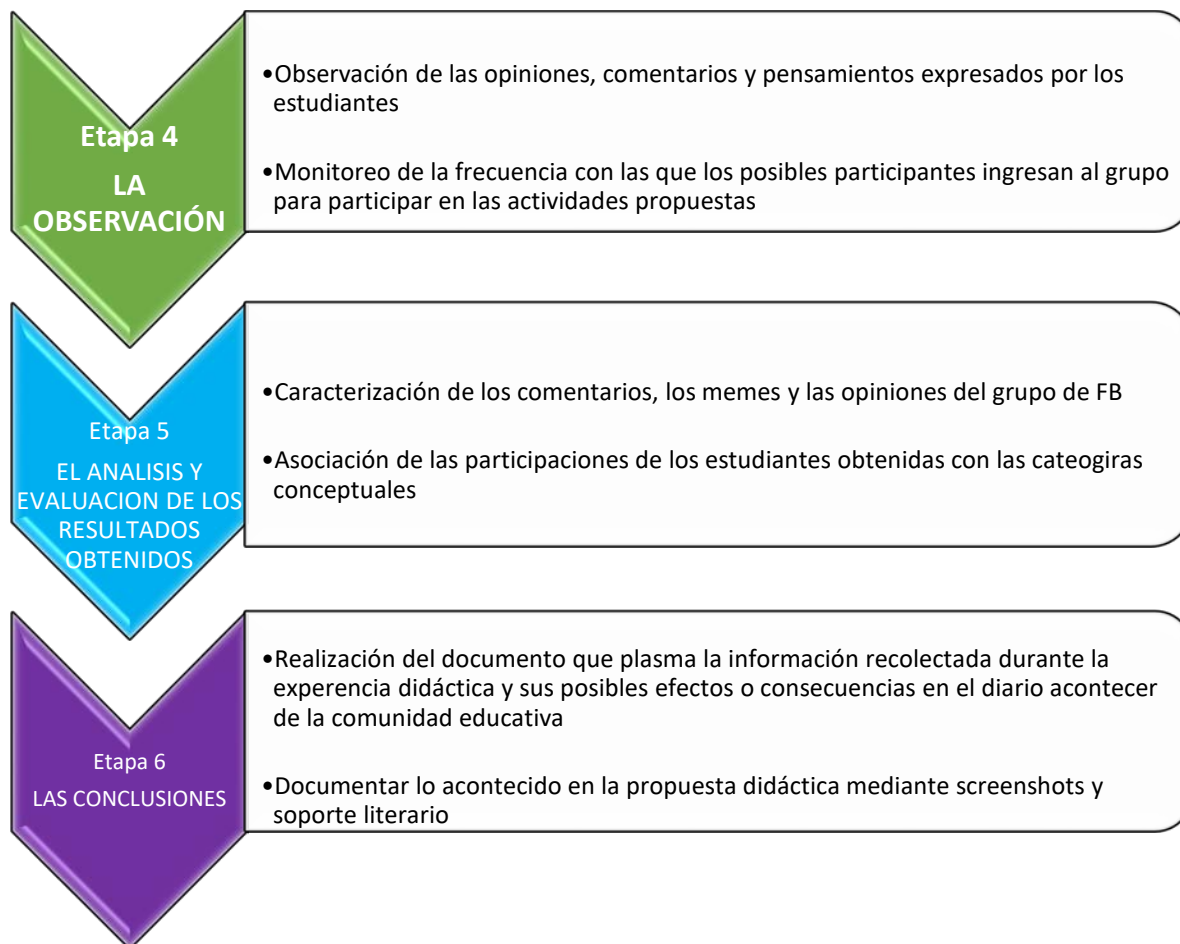 Etapa 4
LA
OBSERVACIÓN
•Observación de las opiniones, comentarios y pensamientos expresados por los
estudiantes
•Monitoreo de la frecuencia con las que los posibles participantes ingresan al grupo
para participar en las actividades propuestas
Etapa 5
EL ANALISIS Y
EVALUACION DE LOS
RESULTADOS
OBTENIDOS
•Caracterización de los comentarios, los memes y las opiniones del grupo de FB
•Asociación de las participaciones de los estudiantes obtenidas con las cateogiras
conceptuales
Etapa 6
LAS CONCLUSIONES
•Realización del documento que plasma la información recolectada durante la
experencia didáctica y sus posibles efectos o consecuencias en el diario acontecer
de la comunidad educativa
•Documentar lo acontecido en la propuesta didáctica mediante screenshots y
soporte literario